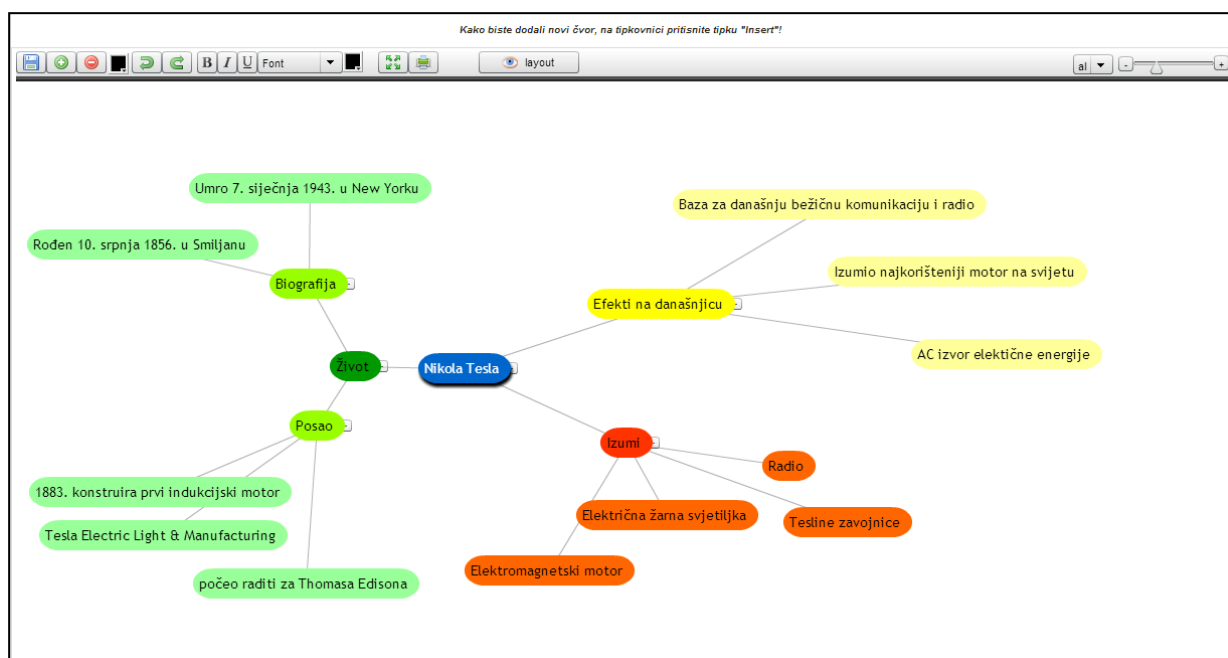 Kako biste dodali novi čvor, na tipkovnici pritisnite tipku "Insert"!
B I U Font layout al - +
Umro 7. siječnja 1943. u New Yorku
Rođen 10. srpnja 1856. u Smiljanu
Biografija
Život
Posao
1883. konstruira prvi indukcijski motor
Tesla Electric Light & Manufacturing
počeo raditi za Thomasa Edisona
Nikola Tesla
Baza za današnju bežičnu komunikaciju i radio
Izumio najkorišteniji motor na svijetu
Efekti na današnjicu
AC izvor elektične energije
Izumi
Radio
Električna žarna svjetiljka
Tesline zavojnice
Elektromagnetski motor